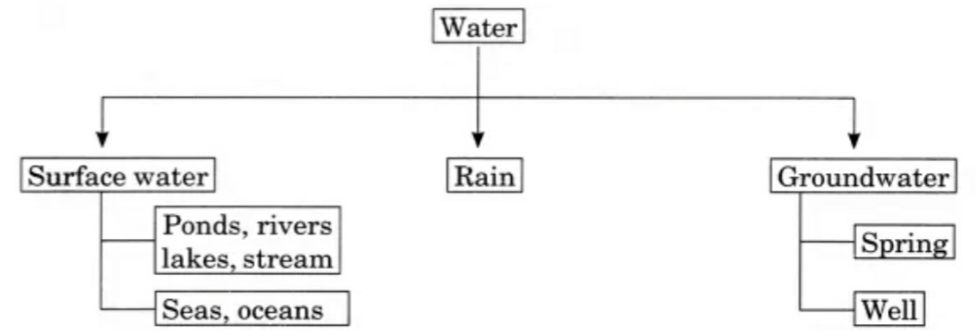 Water
Surface water
Rain
Groundwater
Ponds, rivers
lakes, stream
Spring
Seas, oceans
Well